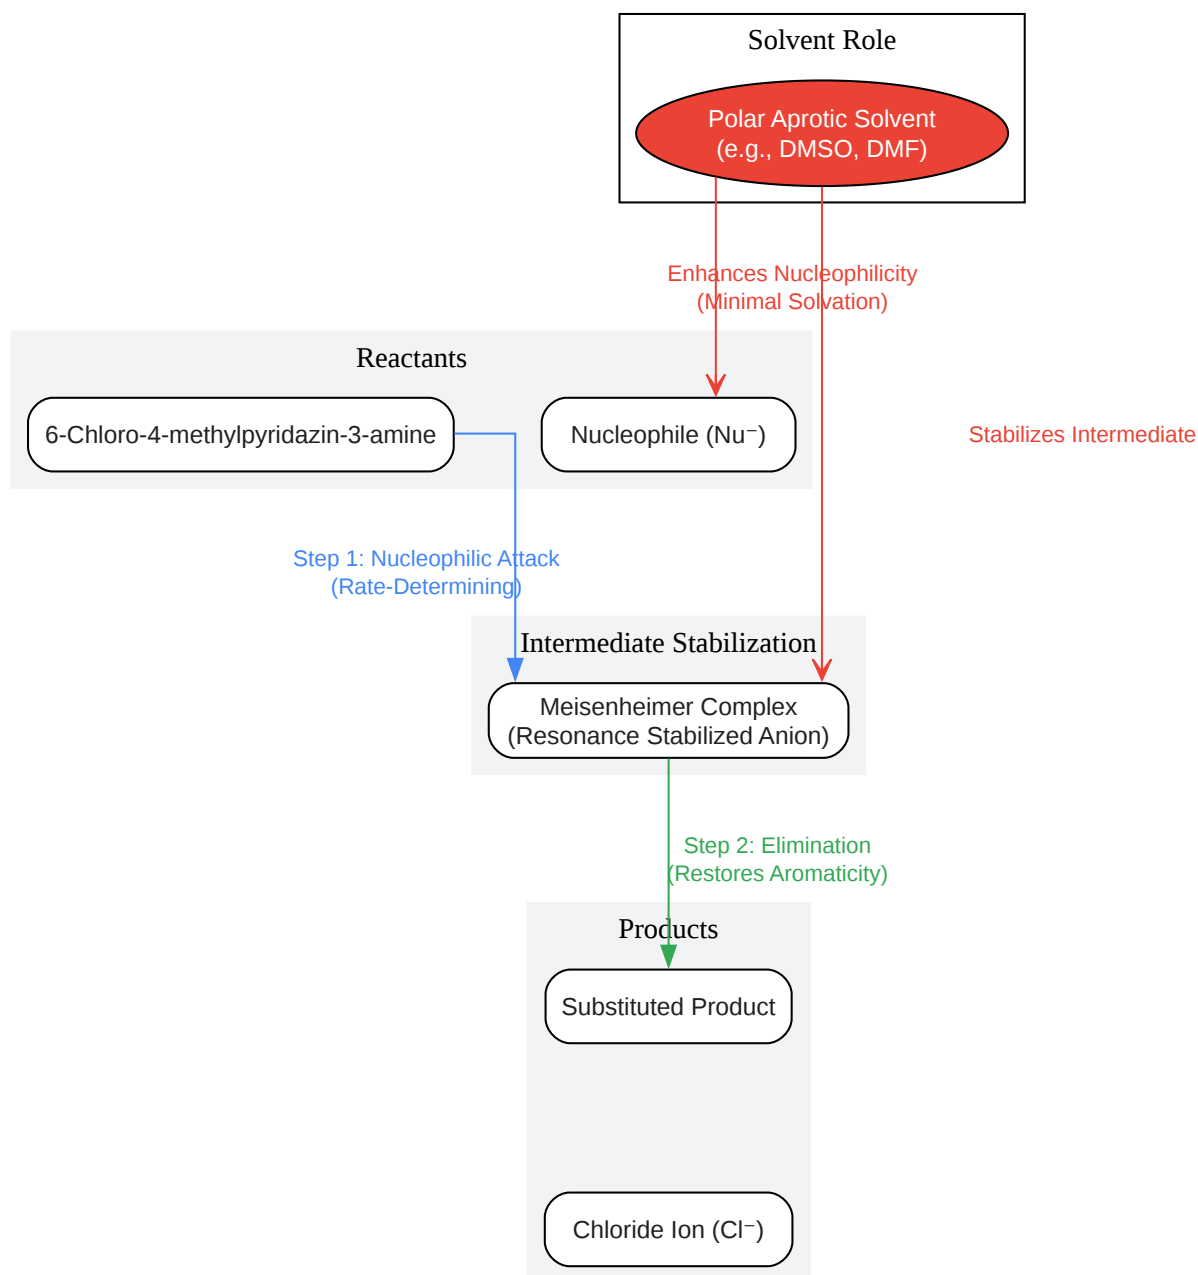 Solvent Role
Polar Aprotic Solvent
(e.g., DMSO, DMF)
Enhances Nucleophilicity
(Minimal Solvation)
Reactants
6-Chloro-4-methylpyridazin-3-amine
Nucleophile (Nu⁻)
Stabilizes Intermediate
Step 1: Nucleophilic Attack
(Rate-Determining)
Intermediate Stabilization
Meisenheimer Complex
(Resonance Stabilized Anion)
Step 2: Elimination
(Restores Aromaticity)
Products
Substituted Product
Chloride Ion (Cl⁻)